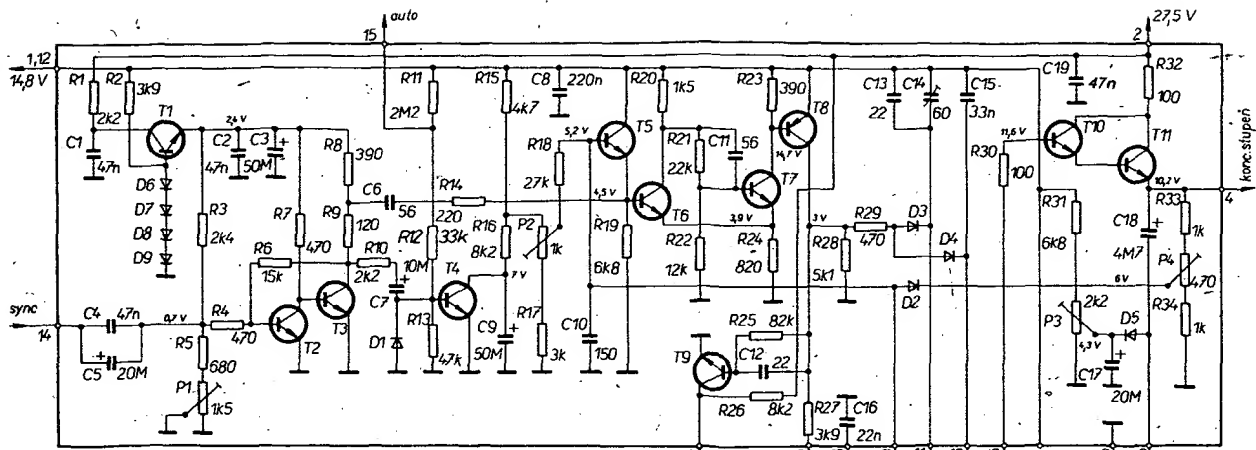 auto
15
27,5 V
2
1,12
14,8 V
R1
2k2
R2
3k9
T1
C1
47n
D6
D7
D8
D9
2,4 V
C2
47n
C3
50M
R3
2k4
R7
470
R8
390
R9
120
C6
56
R6
15k
R10
2k2
10M
C7
R11
2M2
R14
220
R12
33k
R15
4k7
R16
8k2
C8
220n
R18
27k
P2
1k
5,2 V
4,5 V
T5
R20
1k5
R21
22k
C11
56
R23
390
T8
14,1 V
T7
T6
3,9 V
R19
6k8
R22
12k
R24
820
3 V
R28
5k1
R29
470
D3
D4
D2
C13
22
C14
60
C15
33n
C19
47n
R32
100
11,6 V
T10
T11
R30
100
10,2 V
konc.stupeň
4
R31
6k8
C18
4M7
R33
1k
P4
470
6 V
R34
1k
2k2
P3
4,3 V
D5
C17
20M
sync
14
C4
47n
C5
20M
0,7 V
R4
470
R5
680
P1
1k5
T2
T3
D1
R13
47k
T4
7 V
C9
50M
R17
3k
C10
150
T9
R25
82k
C12
22
R26
8k2
R27
3k9
C16
22n